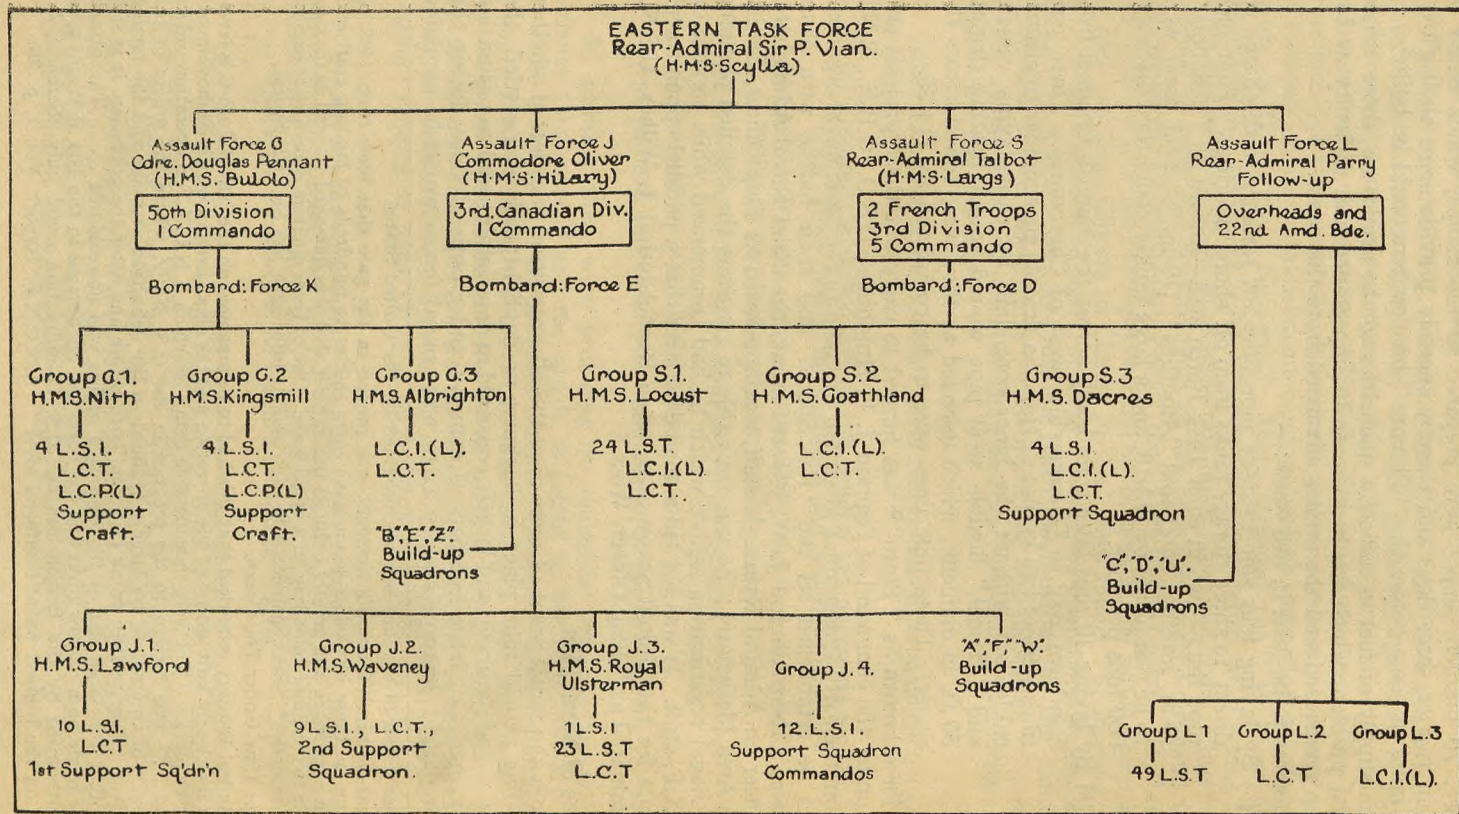 EASTERN TASK FORCE
Rear-Admiral Sir P. Vian.
(H·M·S·Scylla)
Assault Force G
Cdre. Douglas Pennant
(H.M.S. Bulolo)
50th Division
1 Commando
Bombard: Force K
Assault Force J
Commodore Oliver
(H·M·S·Hilary)
3rd. Canadian Div.
1 Commando
Bombard: Force E
Assault Force S
Rear-Admiral Talbot
(H·M·S·Largs)
2 French Troops
3rd Division
5 Commando
Bombard: Force D
Assault Force L
Rear-Admiral Parry
Follow-up
Overheads and
22nd Amd. Bde.
Group G.1.
H.M.S. Nith
4 L.S.I.
L.C.T.
L.C.P.(L)
Support
Craft.
Group G.2
H.M.S. Kingsmill
4 L.S.I.
L.C.T.
L.C.P.(L)
Support
Craft.
Group G.3
H.M.S. Albrighton
L.C.I.(L).
L.C.T.
"B","E","Z".
Build-up
Squadrons
Group S.1.
H.M.S. Locust
24 L.S.T.
L.C.I.(L)
L.C.T.
Group S.2
H.M.S. Goathland
L.C.I.(L).
L.C.T.
Group S.3
H.M.S. Dacres
4 L.S.I.
L.C.I.(L).
L.C.T.
Support Squadron
"C","D","U".
Build-up
Squadrons
Group J.1.
H.M.S. Lawford
10 L.S.I.
L.C.T
1st Support Sq'dr'n
Group J.2.
H.M.S. Waveney
9 L.S.I., L.C.T.,
2nd Support
Squadron.
Group J.3.
H.M.S. Royal
Ulsterman
1 L.S.I
23 L.S.T
L.C.T
Group J.4.
12. L.S.I.
Support Squadron
Commandos
"A","F","W".
Build-up
Squadrons
Group L 1
49 L.S.T
Group L.2
L.C.T.
Group L.3
L.C.I.(L).